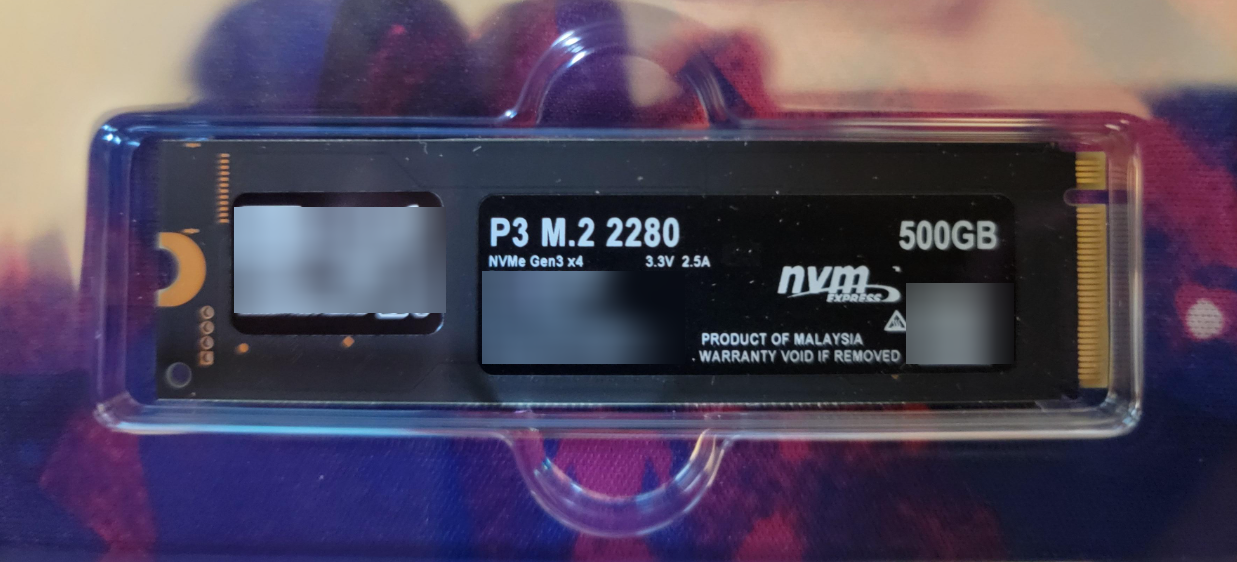 P3 M.2 2280
500GB
NVMe Gen3 x4 3.3V 2.5A
nvm
EXPRESS
PRODUCT OF MALAYSIA
WARRANTY VOID IF REMOVED